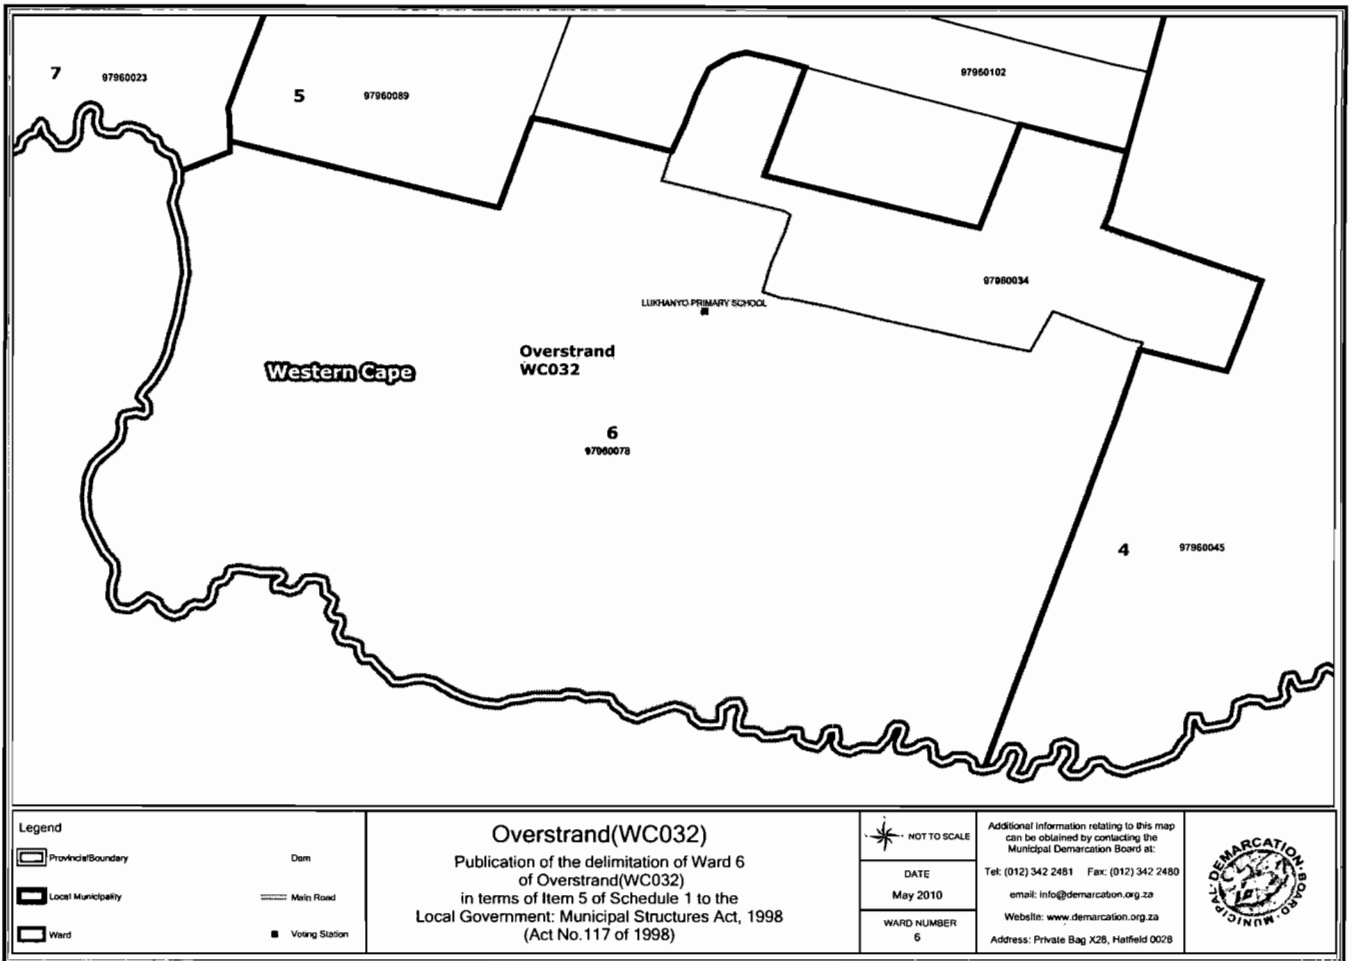 7
97960023
5
97960089
97960102
97960034
LUKHANYO PRIMARY SCHOOL
Overstrand
WC032
Western Cape
6
97960078
4
97960045
Legend
Provincial Boundary
Dam
Local Municipality
Main Road
Ward
Voting Station
Overstrand(WC032)
Publication of the delimitation of Ward 6
of Overstrand(WC032)
in terms of Item 5 of Schedule 1 to the
Local Government: Municipal Structures Act, 1998
(Act No.117 of 1998)
NOT TO SCALE
DATE
May 2010
WARD NUMBER
6
Additional information relating to this map
can be obtained by contacting the
Municipal Demarcation Board at:
Tel: (012) 342 2481 Fax: (012) 342 2480
email: info@demarcation.org.za
Website: www.demarcation.org.za
Address: Private Bag X28, Hatfield 0028
MUNICIPAL DEMARCATION BOARD